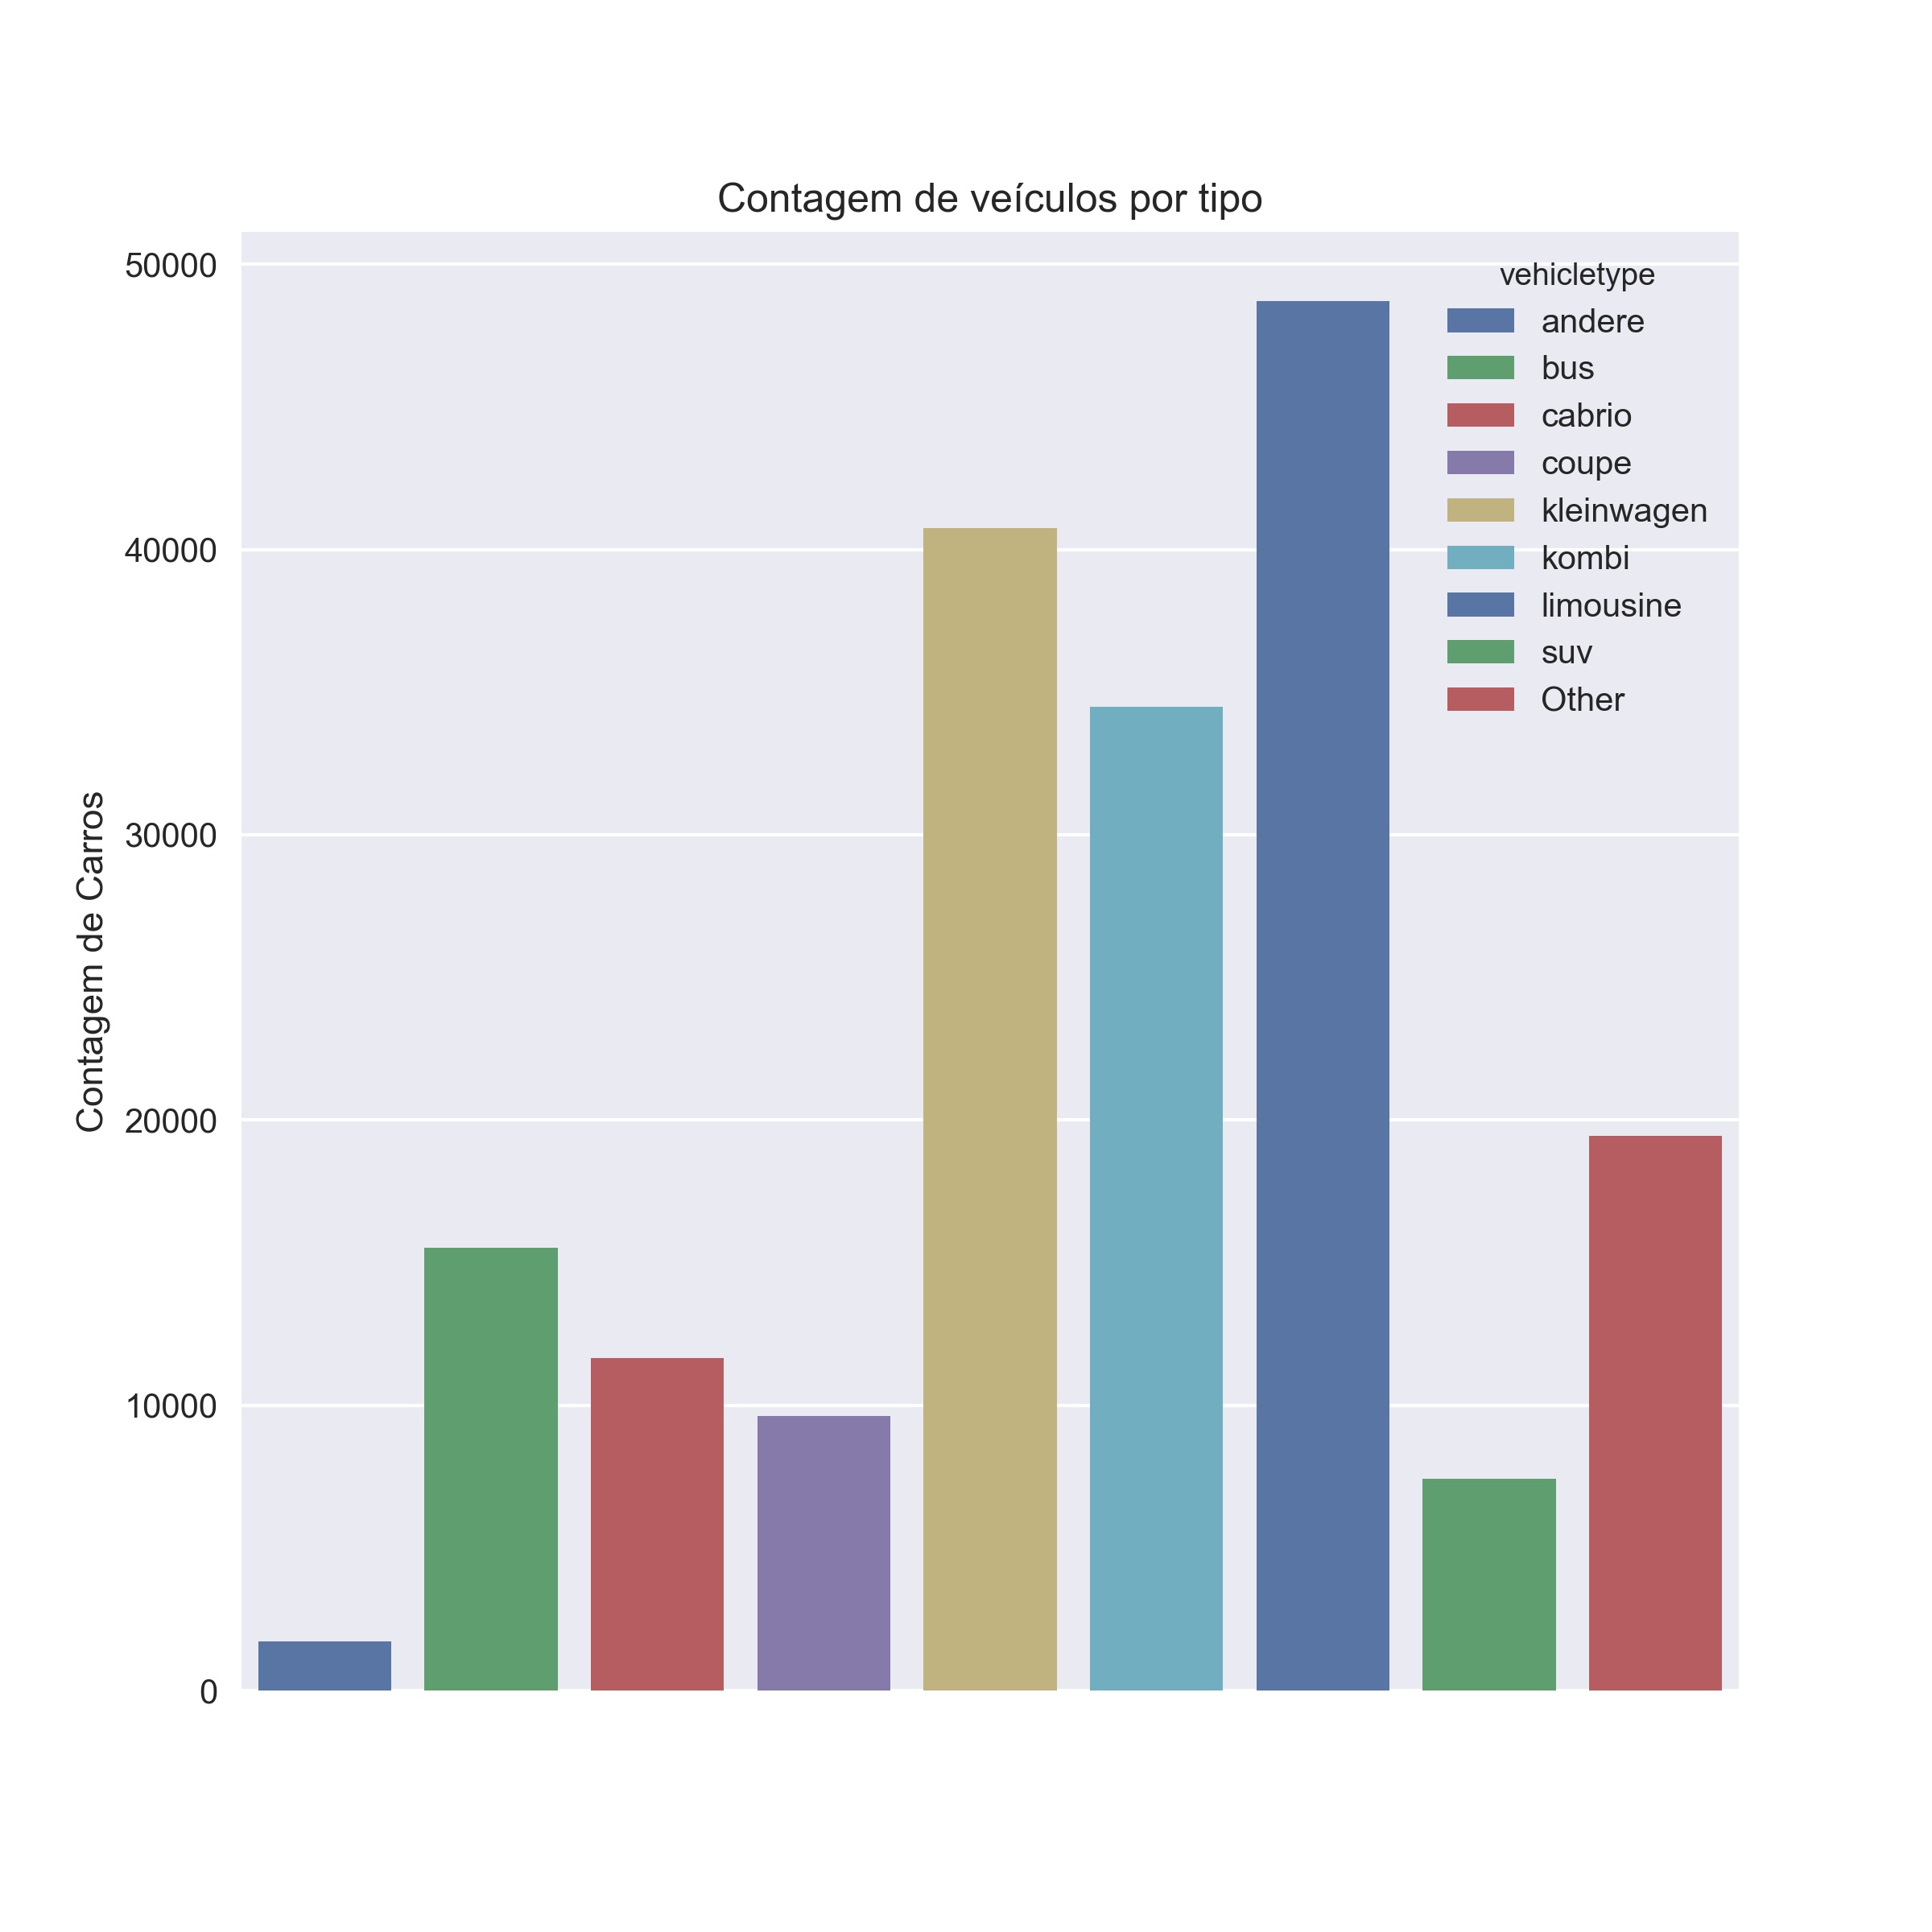 Contagem de veículos por tipo
50000
40000
30000
20000
10000
0
Contagem de Carros
vehicletype
andere
bus
cabrio
coupe
kleinwagen
kombi
limousine
suv
Other